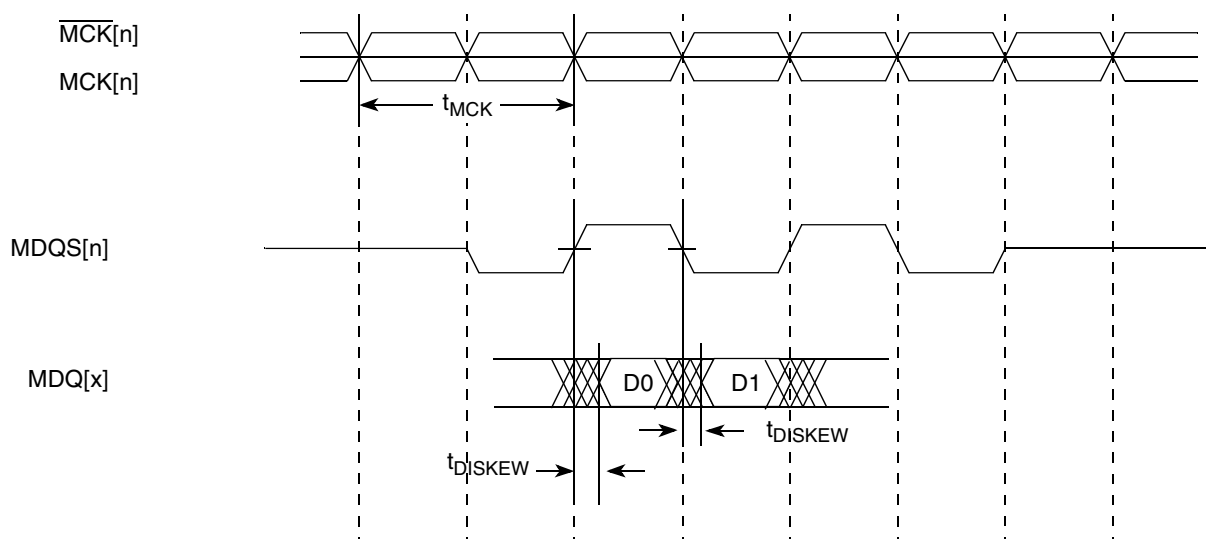 MCK[n]
MCK[n]
tMCK
MDQS[n]
MDQ[x]
D0
D1
tDISKEW
tDISKEW